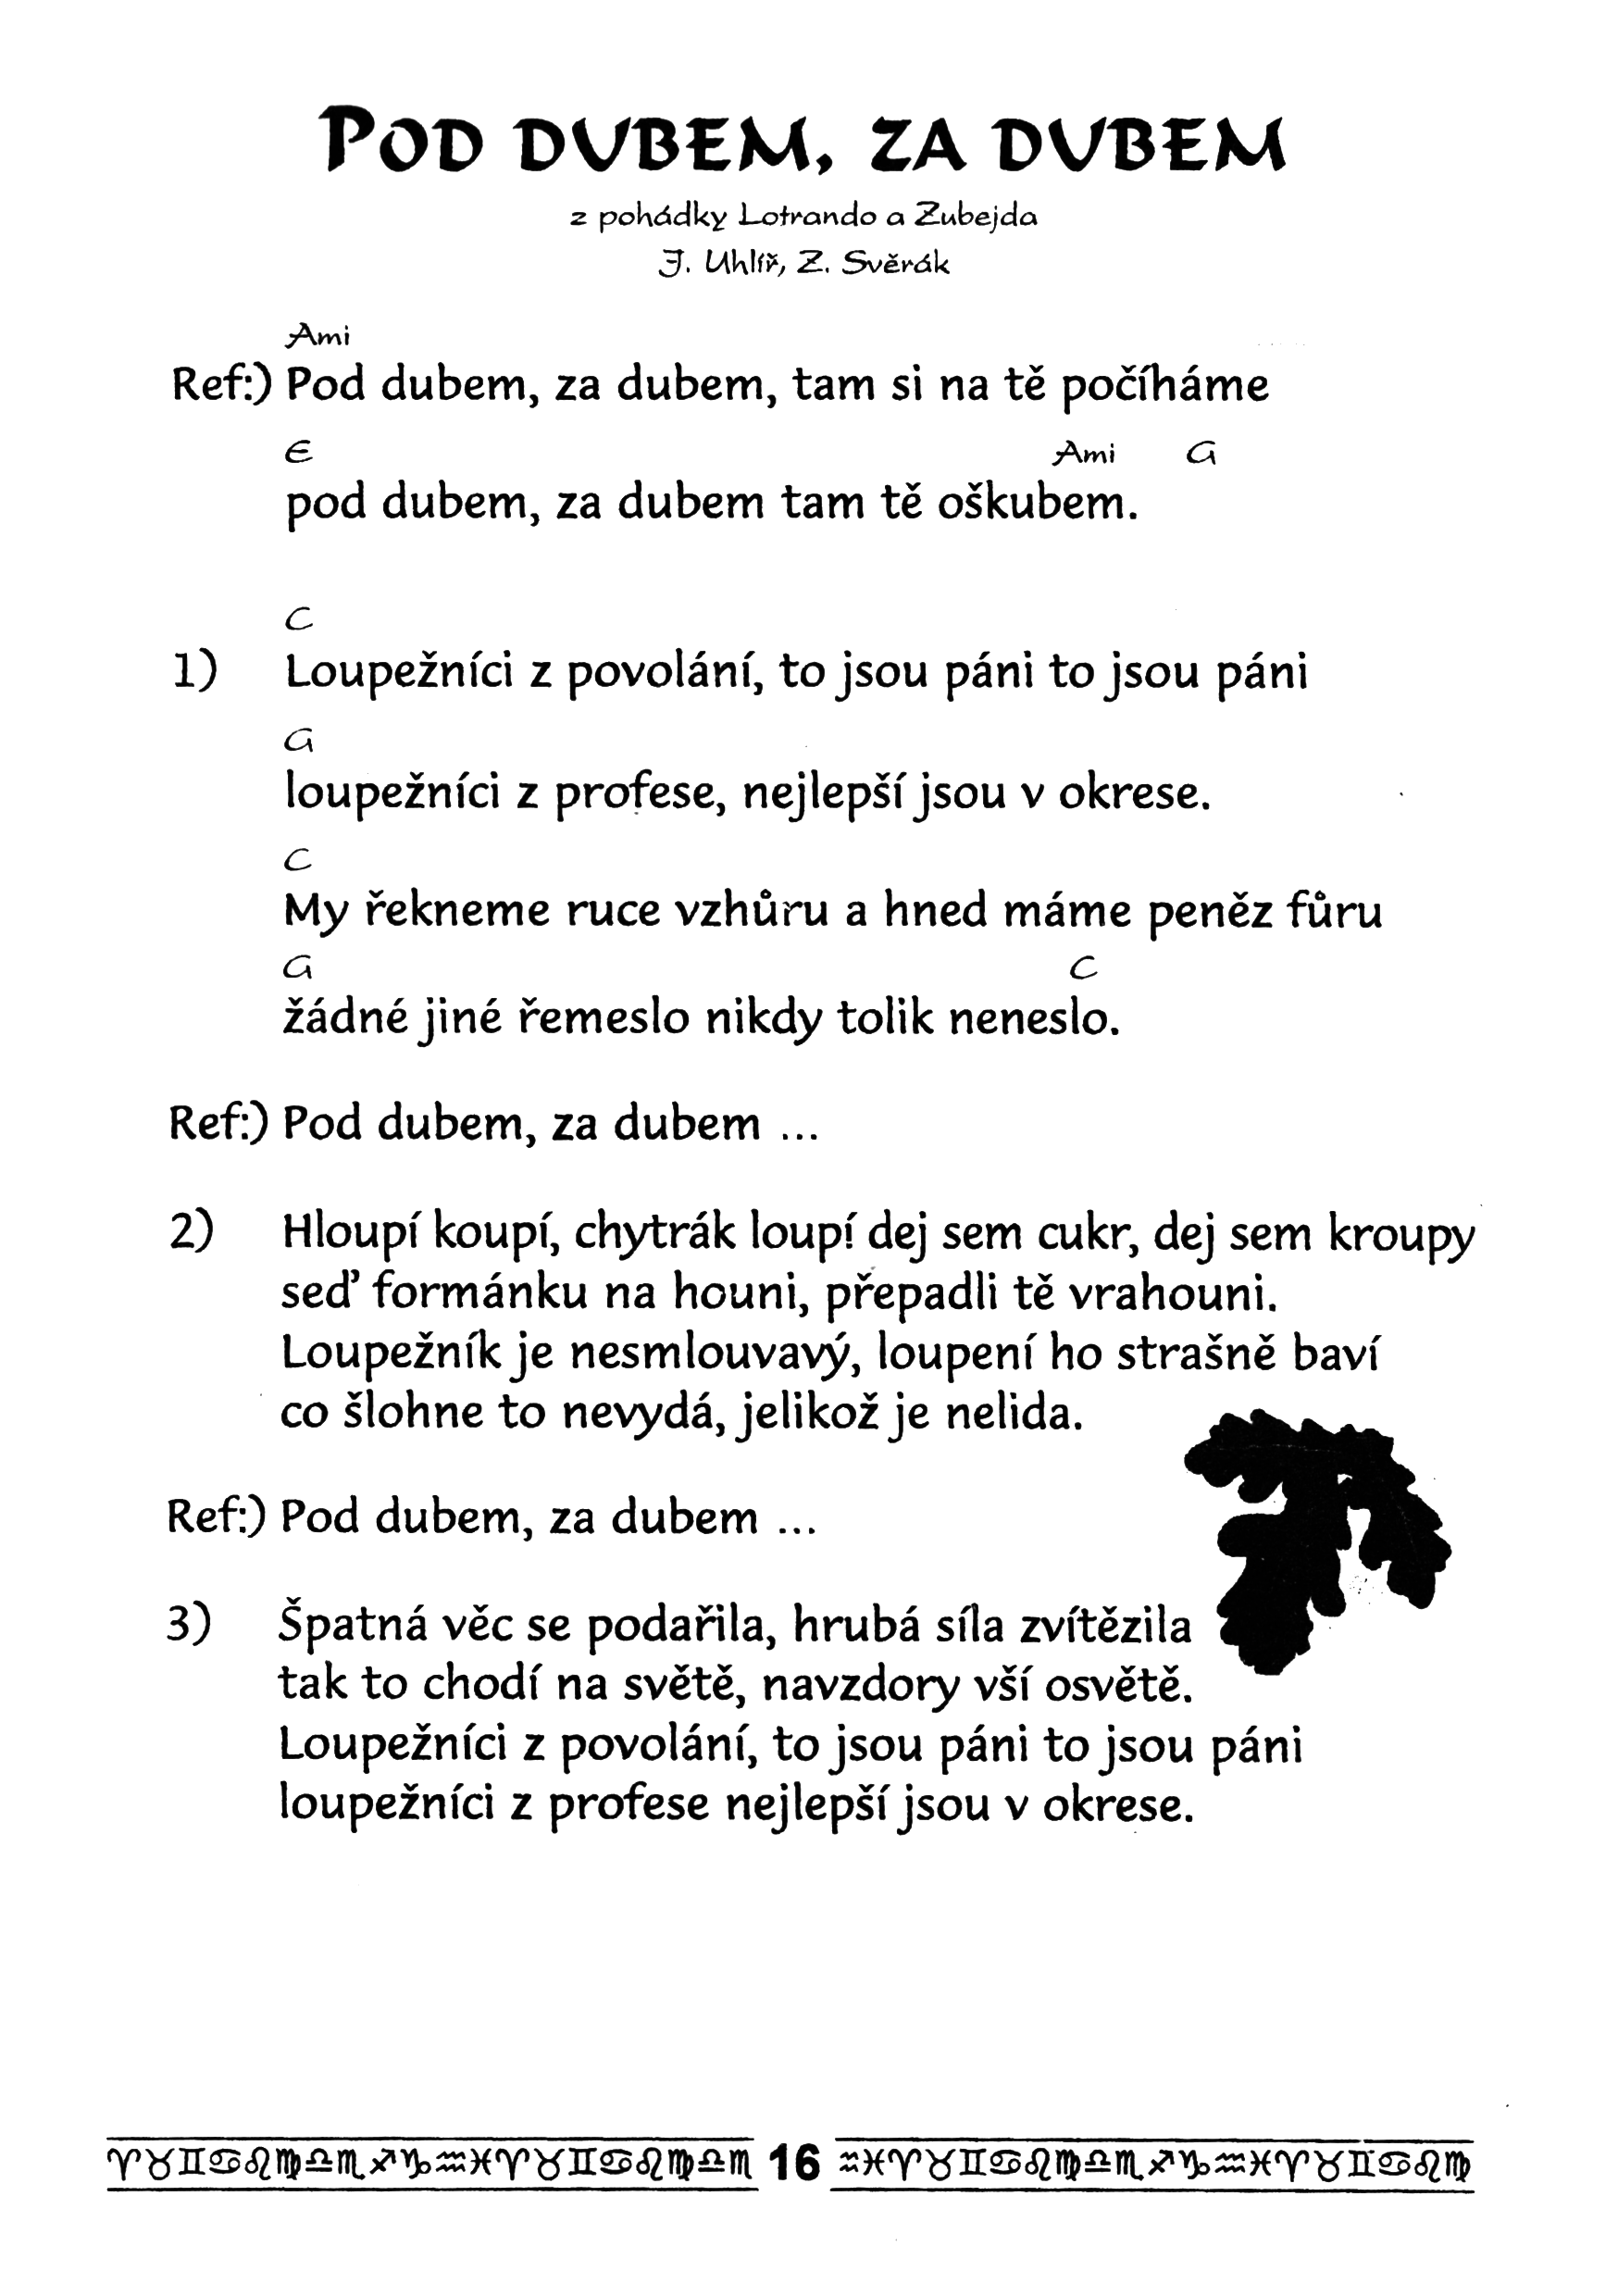 POD DUBEM, ZA DUBEM
z pohádky Lotrando a Zubejda
J. Uhlíř, Z. Svěrák
Ami
Ref:) Pod dubem, za dubem, tam si na tě počíháme
E Ami G
pod dubem, za dubem tam tě oškubem.
C
1) Loupežníci z povolání, to jsou páni to jsou páni
G
loupežníci z profese, nejlepší jsou v okrese.
C
My řekneme ruce vzhůru a hned máme peněz fůru
G C
žádné jiné řemeslo nikdy tolik neneslo.
Ref:) Pod dubem, za dubem ...
2) Hloupí koupí, chytrák loupí dej sem cukr, dej sem kroupy
seď formánku na houni, přepadli tě vrahouni.
Loupežník je nesmlouvavý, loupení ho strašně baví
co šlohne to nevydá, jelikož je nelida.
Ref:) Pod dubem, za dubem ...
3) Špatná věc se podařila, hrubá síla zvítězila
tak to chodí na světě, navzdory vší osvětě.
Loupežníci z povolání, to jsou páni to jsou páni
loupežníci z profese nejlepší jsou v okrese.
♈♉♊♋♌♍♎♏♐♑♒♓♈♉♊♋♌♍♎♏ 16 ♒♓♈♉♊♋♌♍♎♏♐♑♒♓♈♉♊♋♌♍